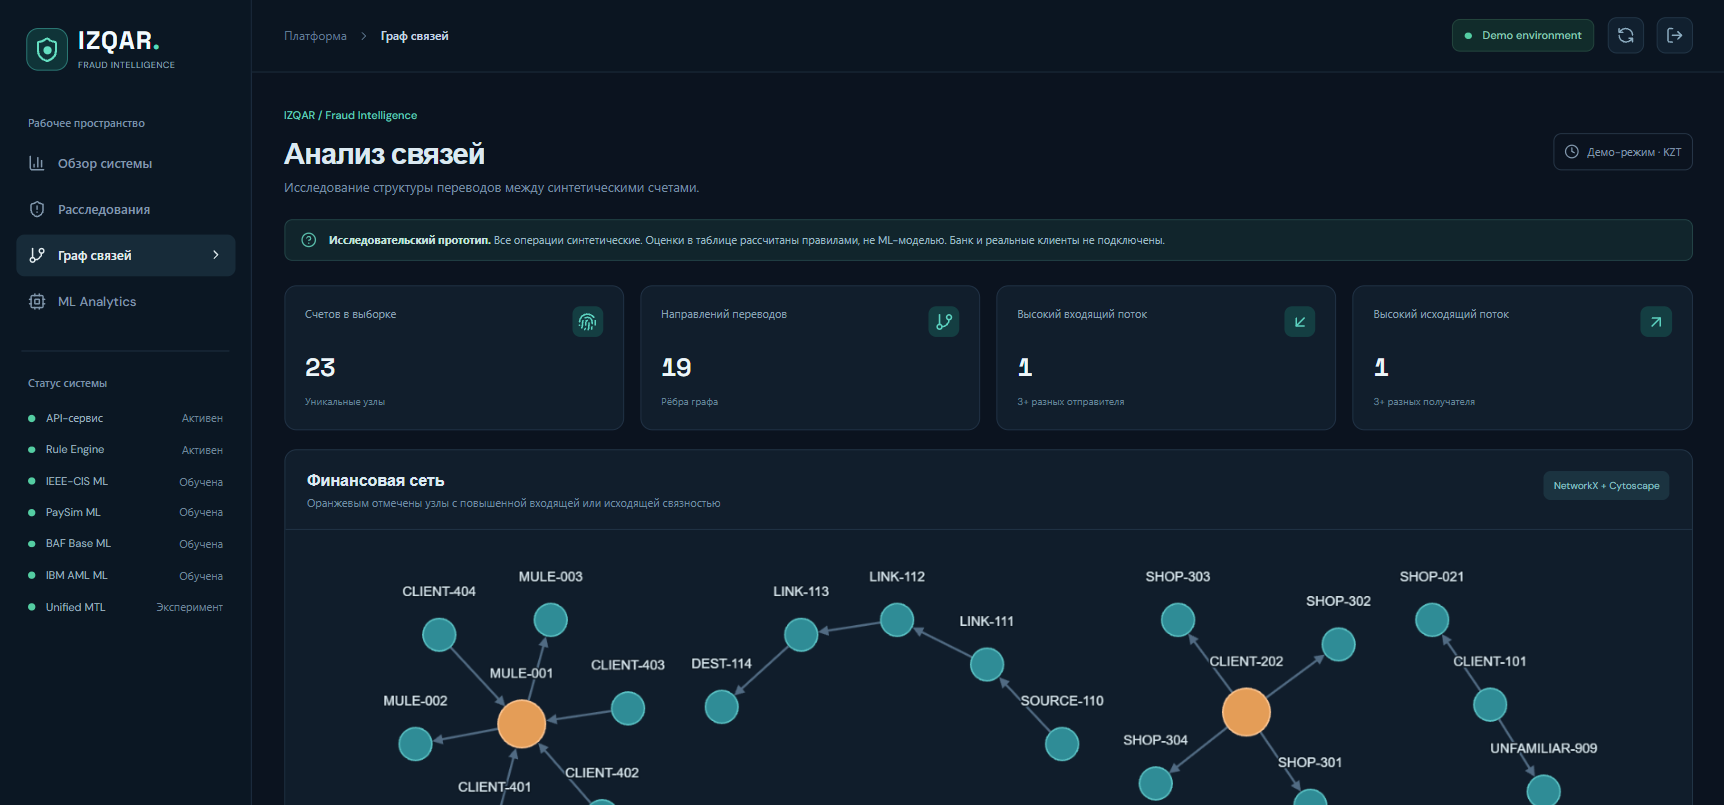 IZQAR.
FRAUD INTELLIGENCE
Рабочее пространство
Обзор системы
Расследования
Граф связей
ML Analytics
Статус системы
API-сервис Активен
Rule Engine Активен
IEEE-CIS ML Обучена
PaySim ML Обучена
BAF Base ML Обучена
IBM AML ML Обучена
Unified MTL Эксперимент
Платформа > Граф связей
Demo environment
IZQAR / Fraud Intelligence
Анализ связей
Исследование структуры переводов между синтетическими счетами.
Демо-режим · KZT
Исследовательский прототип. Все операции синтетические. Оценки в таблице рассчитаны правилами, не ML-моделью. Банк и реальные клиенты не подключены.
Счетов в выборке
23
Уникальные узлы
Направлений переводов
19
Рёбра графа
Высокий входящий поток
1
3+ разных отправителя
Высокий исходящий поток
1
3+ разных получателя
Финансовая сеть
Оранжевым отмечены узлы с повышенной входящей или исходящей связностью
NetworkX + Cytoscape
CLIENT-404
MULE-003
MULE-001
CLIENT-403
MULE-002
CLIENT-401
CLIENT-402
LINK-113
LINK-112
LINK-111
DEST-114
SOURCE-110
SHOP-303
SHOP-302
CLIENT-202
SHOP-304
SHOP-301
SHOP-021
CLIENT-101
UNFAMILIAR-909